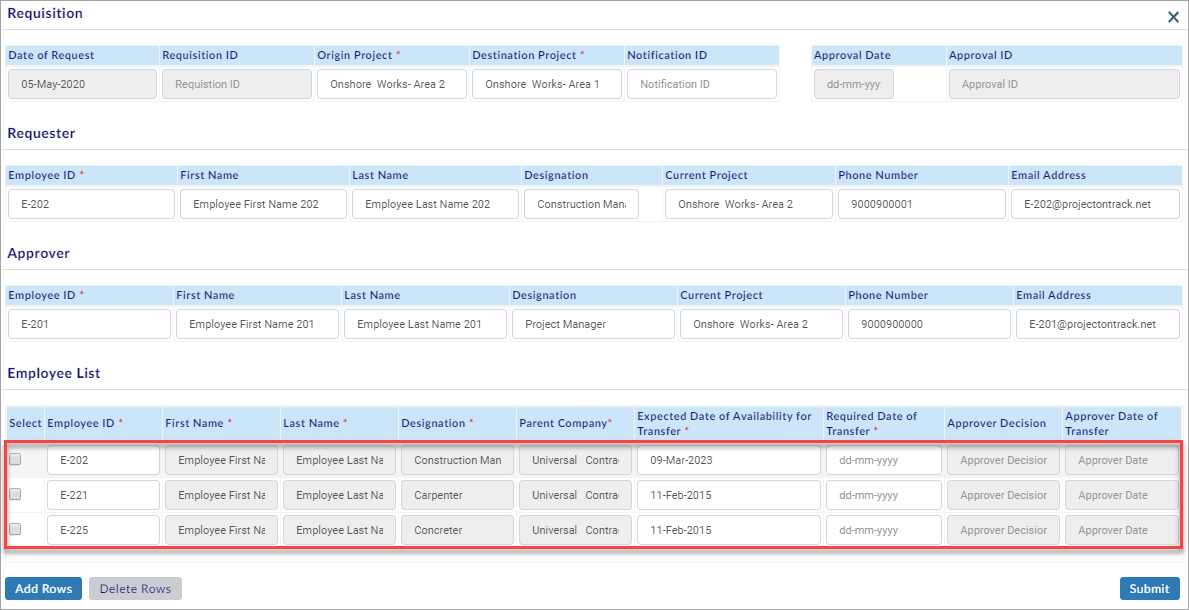 Requisition
Date of Request Requisition ID Origin Project * Destination Project * Notification ID Approval Date Approval ID
05-May-2020 Requistion ID Onshore Works- Area 2 Onshore Works- Area 1 Notification ID dd-mm-yyy Approval ID
Requester
Employee ID * First Name Last Name Designation Current Project Phone Number Email Address
E-202 Employee First Name 202 Employee Last Name 202 Construction Mana Onshore Works- Area 2 9000900001 E-202@projectontrack.net
Approver
Employee ID * First Name Last Name Designation Current Project Phone Number Email Address
E-201 Employee First Name 201 Employee Last Name 201 Project Manager Onshore Works- Area 2 9000900000 E-201@projectontrack.net
Employee List
Select Employee ID * First Name * Last Name * Designation * Parent Company* Expected Date of Availability for Transfer * Required Date of Transfer * Approver Decision Approver Date of Transfer
E-202 Employee First Na Employee Last Na Construction Man Universal Contra 09-Mar-2023 dd-mm-yyyy Approver Decision Approver Date
E-221 Employee First Na Employee Last Na Carpenter Universal Contra 11-Feb-2015 dd-mm-yyyy Approver Decision Approver Date
E-225 Employee First Na Employee Last Na Concreter Universal Contra 11-Feb-2015 dd-mm-yyyy Approver Decision Approver Date
Add Rows Delete Rows Submit